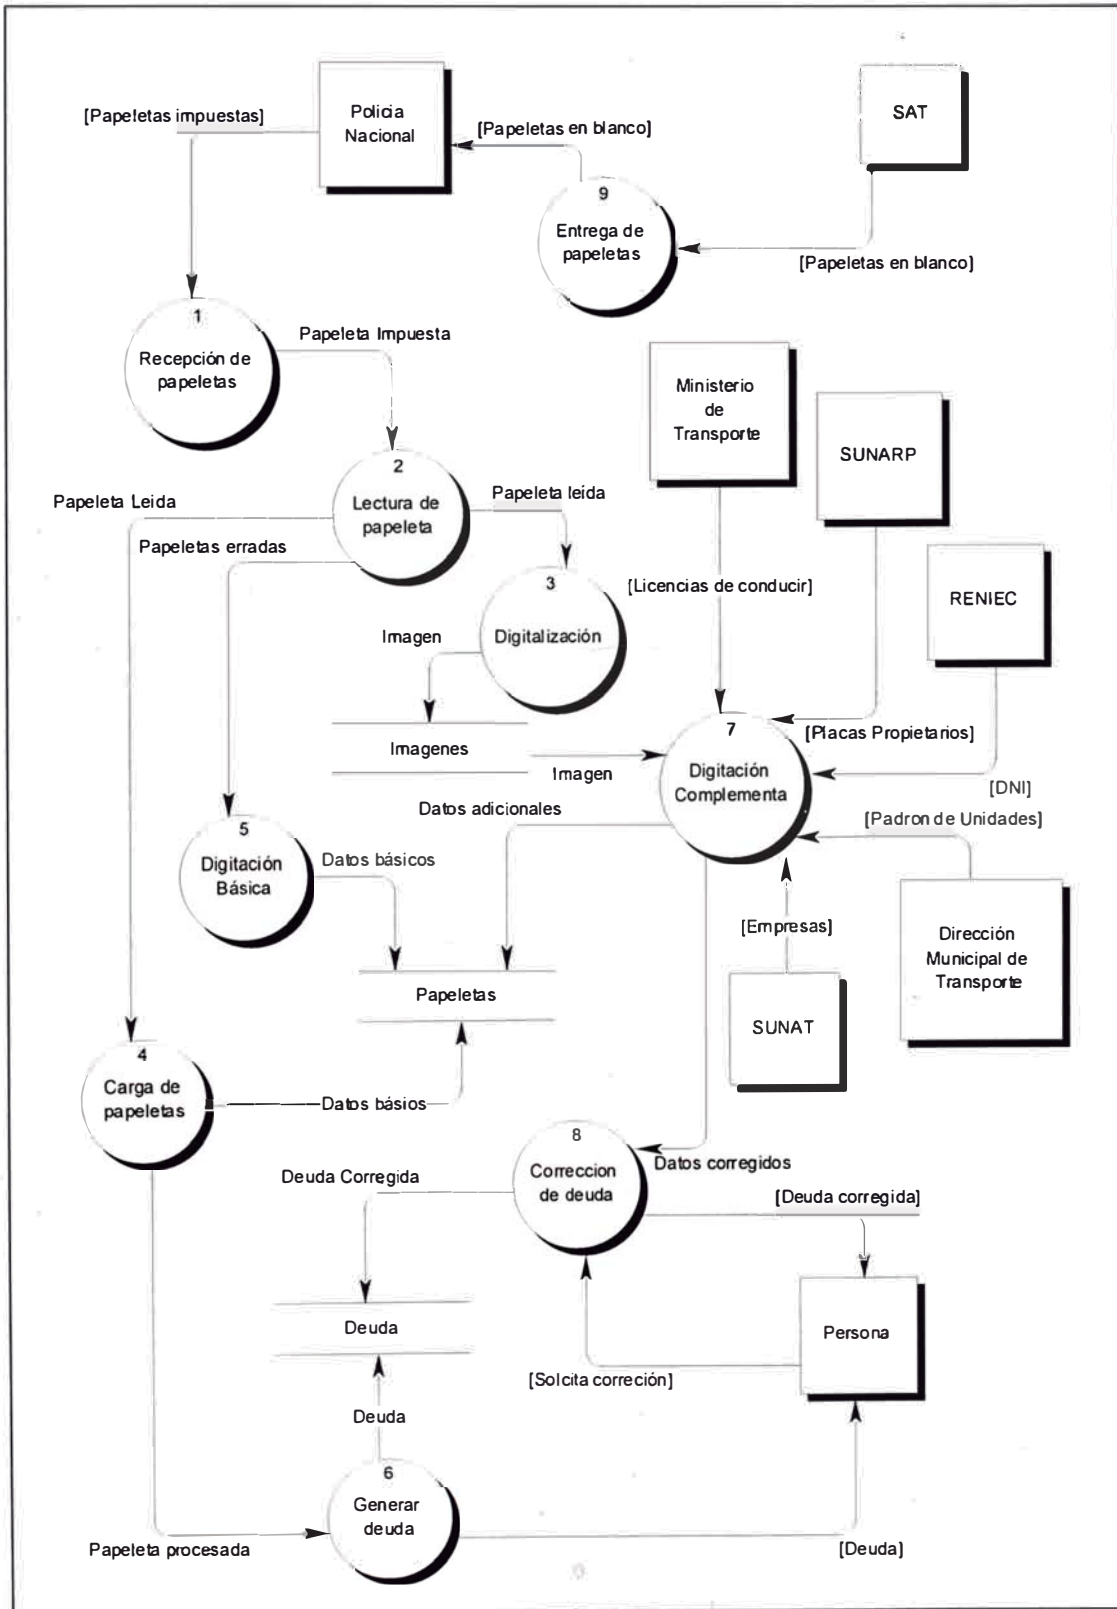 SAT
[Papeletas impuestas]
Policia
Nacional
[Papeletas en blanco]
9
Entrega de
papeletas
[Papeletas en blanco]
1
Recepción de
papeletas
Papeleta Impuesta
Ministerio
de
Transporte
SUNARP
2
Lectura de
papeleta
Papeleta Leida
Papeleta leída
Papeletas erradas
3
Digitalización
[Licencias de conducir]
RENIEC
Imagen
Imagenes
Imagen
7
Digitación
Complementa
[Placas Propietarios]
[DNI]
Datos adicionales
[Padron de Unidades]
5
Digitación
Básica
Datos básicos
[Empresas]
Dirección
Municipal de
Transporte
Papeletas
SUNAT
4
Carga de
papeletas
Datos básios
8
Correccion
de deuda
Datos corregidos
Deuda Corregida
[Deuda corregida]
Deuda
Persona
[Solcita correción]
Deuda
6
Generar
deuda
Papeleta procesada
[Deuda]